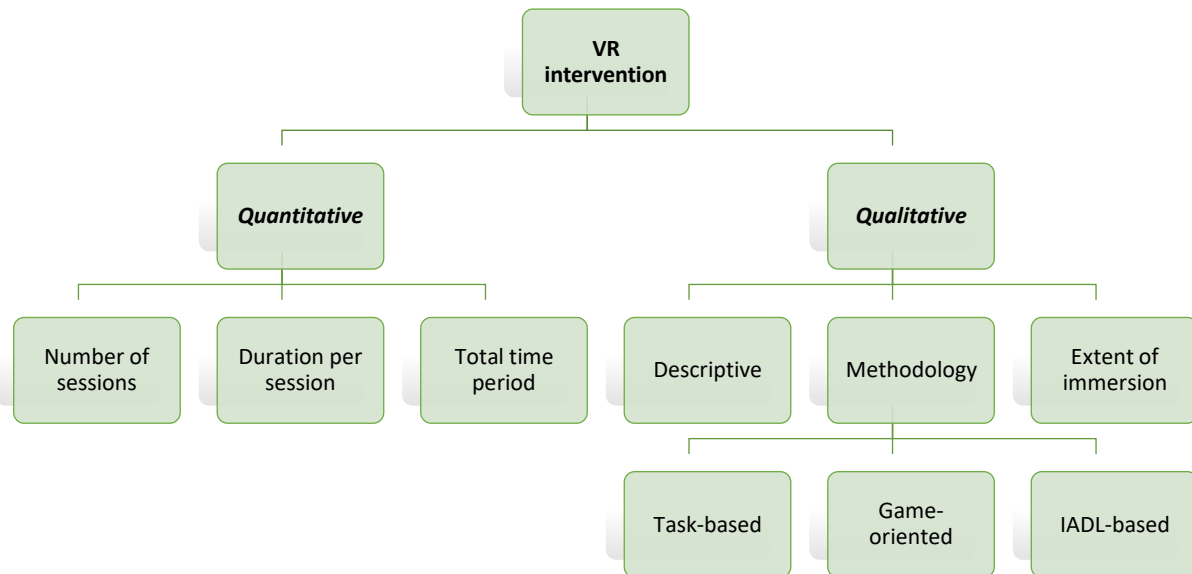 VR
intervention
Quantitative
Qualitative
Number of
sessions
Duration per
session
Total time
period
Descriptive
Methodology
Extent of
immersion
Task-based
Game-
oriented
IADL-based